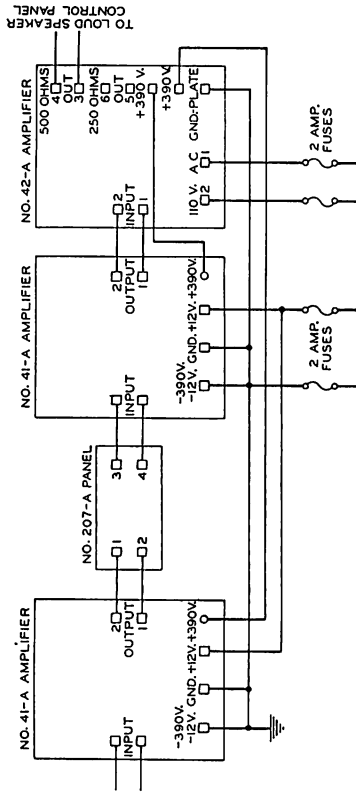 NO. 41-A AMPLIFIER
INPUT
2
OUTPUT
1
-390V.
-12V.
GND.
+12V.
+390V.
NO. 207-A PANEL
1
2
3
4
NO. 41-A AMPLIFIER
INPUT
2
OUTPUT
1
-390V.
-12V.
GND.
+12V.
+390V.
2 AMP.
FUSES
NO. 42-A AMPLIFIER
2
INPUT
1
500 OHMS
4
OUT
3
250 OHMS
6
OUT
5
+390 V.
+390V.
GND-PLATE
110 V. AC
2
1
2 AMP.
FUSES
TO LOUD SPEAKER
CONTROL PANEL